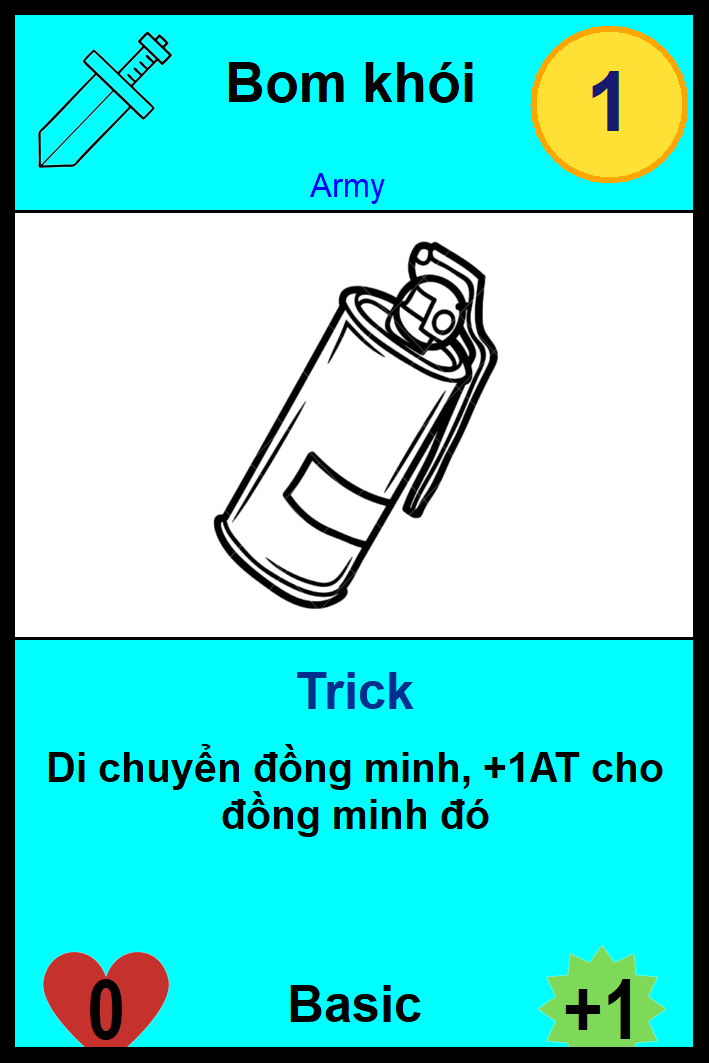 Bom khói
1
Army
Trick
Di chuyển đồng minh, +1AT cho
đồng minh đó
0
Basic
+1